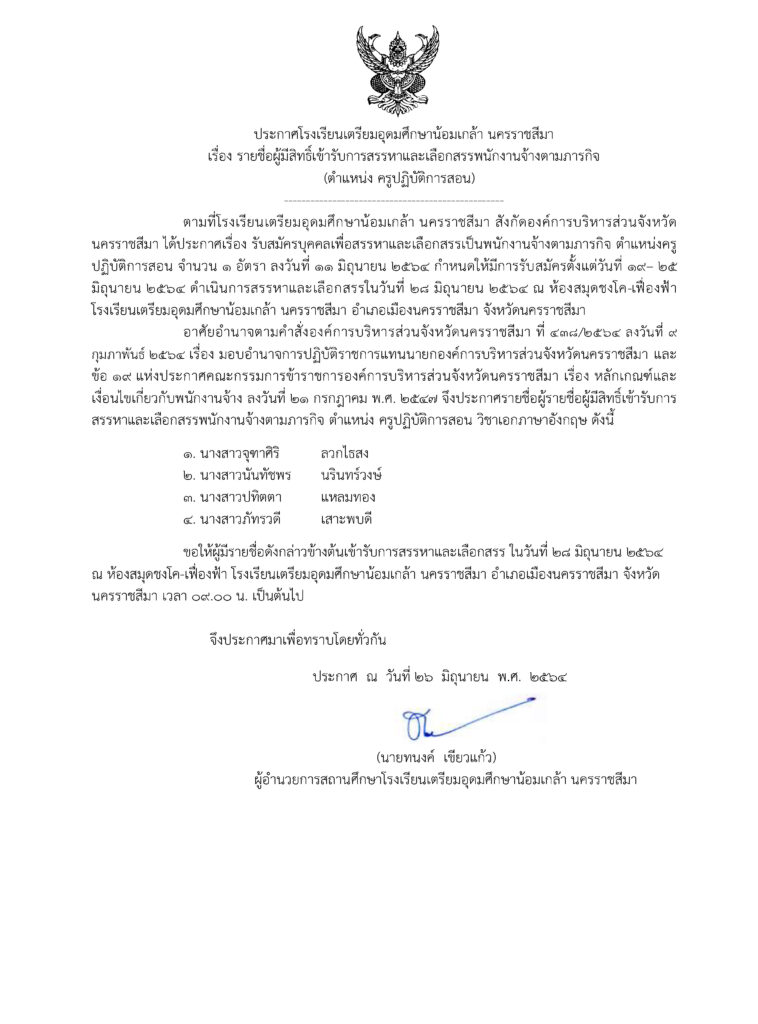 ประกาศโรงเรียนเตรียมอุดมศึกษาน้อมเกล้า นครราชสีมา
เรื่อง รายชื่อผู้มีสิทธิ์เข้ารับการสรรหาและเลือกสรรพนักงานจ้างตามภารกิจ
(ตำแหน่ง ครูปฏิบัติการสอน)
ตามที่โรงเรียนเตรียมอุดมศึกษาน้อมเกล้า นครราชสีมา สังกัดองค์การบริหารส่วนจังหวัด
นครราชสีมา ได้ประกาศเรื่อง รับสมัครบุคคลเพื่อสรรหาและเลือกสรรเป็นพนักงานจ้างตามภารกิจ ตำแหน่งครู
ปฏิบัติการสอน จำนวน ๑ อัตรา ลงวันที่ ๑๑ มิถุนายน ๒๕๖๔ กำหนดให้มีการรับสมัครตั้งแต่วันที่ ๑๙– ๒๕
มิถุนายน ๒๕๖๔ ดำเนินการสรรหาและเลือกสรรในวันที่ ๒๘ มิถุนายน ๒๕๖๔ ณ ห้องสมุดชงโค-เฟื่องฟ้า
โรงเรียนเตรียมอุดมศึกษาน้อมเกล้า นครราชสีมา อำเภอเมืองนครราชสีมา จังหวัดนครราชสีมา
อาศัยอำนาจตามคำสั่งองค์การบริหารส่วนจังหวัดนครราชสีมา ที่ ๔๓๘/๒๕๖๔ ลงวันที่ ๙
กุมภาพันธ์ ๒๕๖๔ เรื่อง มอบอำนาจการปฏิบัติราชการแทนนายกองค์การบริหารส่วนจังหวัดนครราชสีมา และ
ข้อ ๑๙ แห่งประกาศคณะกรรมการข้าราชการองค์การบริหารส่วนจังหวัดนครราชสีมา เรื่อง หลักเกณฑ์และ
เงื่อนไขเกี่ยวกับพนักงานจ้าง ลงวันที่ ๒๑ กรกฎาคม พ.ศ. ๒๕๔๗ จึงประกาศรายชื่อผู้รายชื่อผู้มีสิทธิ์เข้ารับการ
สรรหาและเลือกสรรพนักงานจ้างตามภารกิจ ตำแหน่ง ครูปฏิบัติการสอน วิชาเอกภาษาอังกฤษ ดังนี้
๑. นางสาวจุฑาศิริ ลวกไธสง
๒. นางสาวนันทัชพร นรินทร์วงษ์
๓. นางสาวปทิตตา แหลมทอง
๔. นางสาวภัทรวดี เสาะพบดี
ขอให้ผู้มีรายชื่อดังกล่าวข้างต้นเข้ารับการสรรหาและเลือกสรร ในวันที่ ๒๘ มิถุนายน ๒๕๖๔
ณ ห้องสมุดชงโค-เฟื่องฟ้า โรงเรียนเตรียมอุดมศึกษาน้อมเกล้า นครราชสีมา อำเภอเมืองนครราชสีมา จังหวัด
นครราชสีมา เวลา ๐๙.๐๐ น. เป็นต้นไป
จึงประกาศมาเพื่อทราบโดยทั่วกัน
ประกาศ ณ วันที่ ๒๖ มิถุนายน พ.ศ. ๒๕๖๔
(นายทนงค์ เขียวแก้ว)
ผู้อำนวยการสถานศึกษาโรงเรียนเตรียมอุดมศึกษาน้อมเกล้า นครราชสีมา